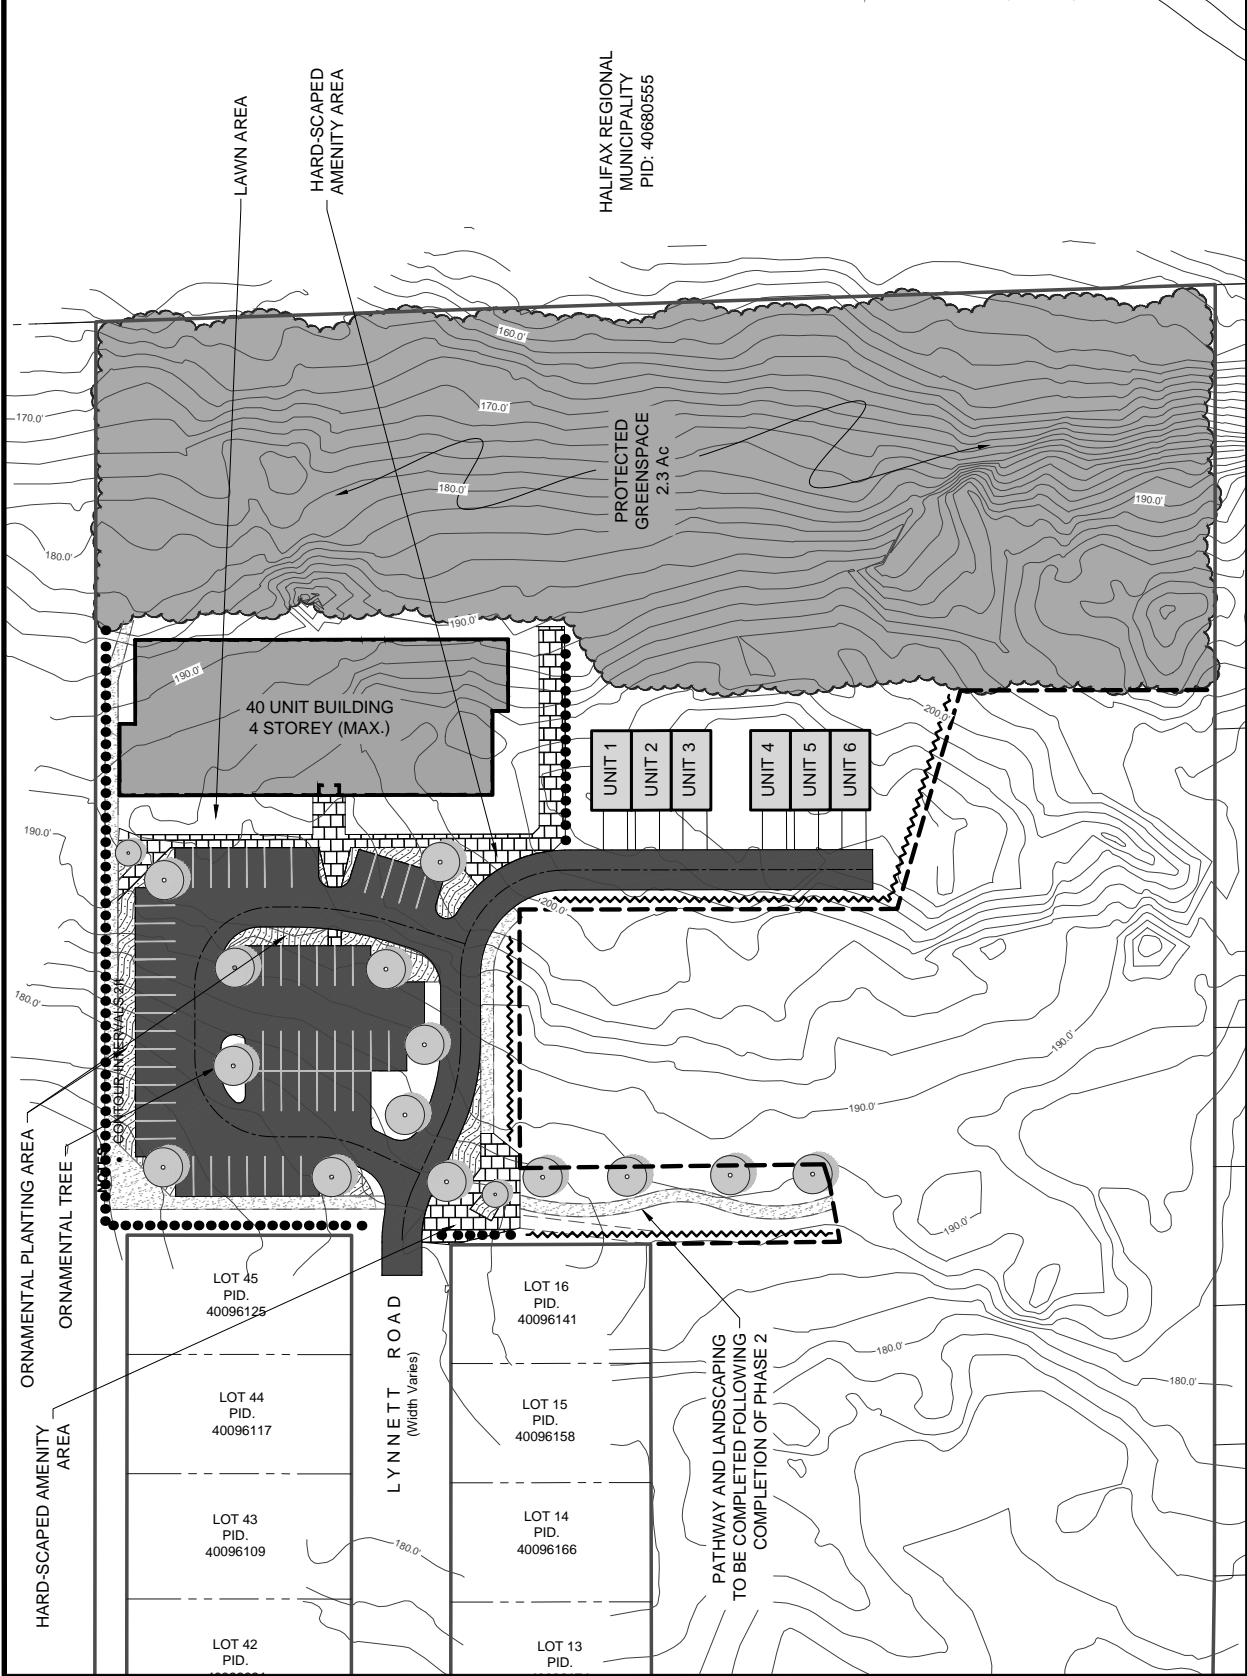 LAWN AREA
HARD-SCAPED
AMENITY AREA
HALIFAX REGIONAL
MUNICIPALITY
PID: 40680555
160.0'
170.0'
170.0'
180.0'
180.0'
190.0'
PROTECTED
GREENSPACE
2.3 Ac
190.0'
190.0'
40 UNIT BUILDING
4 STOREY (MAX.)
200.0'
UNIT 1
UNIT 2
UNIT 3
UNIT 4
UNIT 5
UNIT 6
190.0'
200.0'
180.0'
CONTOUR INTERVALS 2ft
190.0'
190.0'
190.0'
ORNAMENTAL PLANTING AREA
ORNAMENTAL TREE
HARD-SCAPED AMENITY
AREA
LOT 45
PID.
40096125
LOT 44
PID.
40096117
LOT 43
PID.
40096109
LOT 42
PID.
LYNNETT ROAD
(Width Varies)
180.0'
LOT 16
PID.
40096141
LOT 15
PID.
40096158
LOT 14
PID.
40096166
LOT 13
PID.
PATHWAY AND LANDSCAPING
TO BE COMPLETED FOLLOWING
COMPLETION OF PHASE 2
180.0'
180.0'